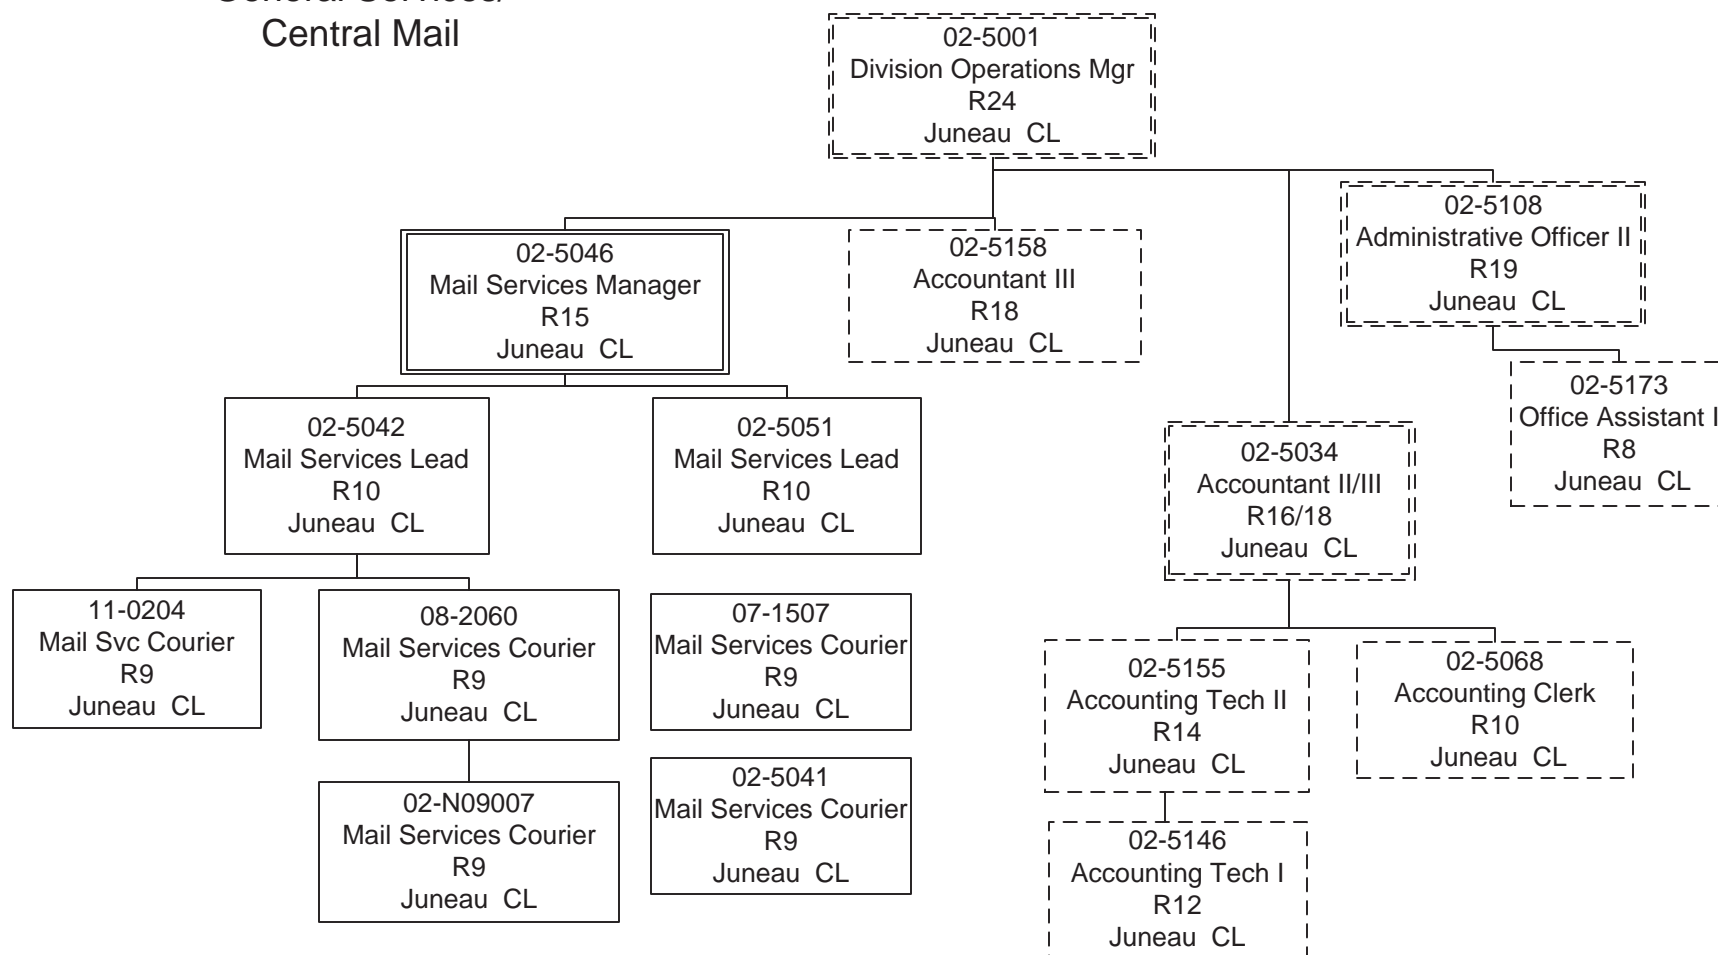 General Services/
Central Mail
02-5001
Division Operations Mgr
R24
Juneau CL
02-5108
Administrative Officer II
R19
Juneau CL
02-5046
Mail Services Manager
R15
Juneau CL
02-5158
Accountant III
R18
Juneau CL
02-5173
Office Assistant I
R8
Juneau CL
02-5042
Mail Services Lead
R10
Juneau CL
02-5051
Mail Services Lead
R10
Juneau CL
02-5034
Accountant II/III
R16/18
Juneau CL
11-0204
Mail Svc Courier
R9
Juneau CL
08-2060
Mail Services Courier
R9
Juneau CL
07-1507
Mail Services Courier
R9
Juneau CL
02-5155
Accounting Tech II
R14
Juneau CL
02-5068
Accounting Clerk
R10
Juneau CL
02-N09007
Mail Services Courier
R9
Juneau CL
02-5041
Mail Services Courier
R9
Juneau CL
02-5146
Accounting Tech I
R12
Juneau CL